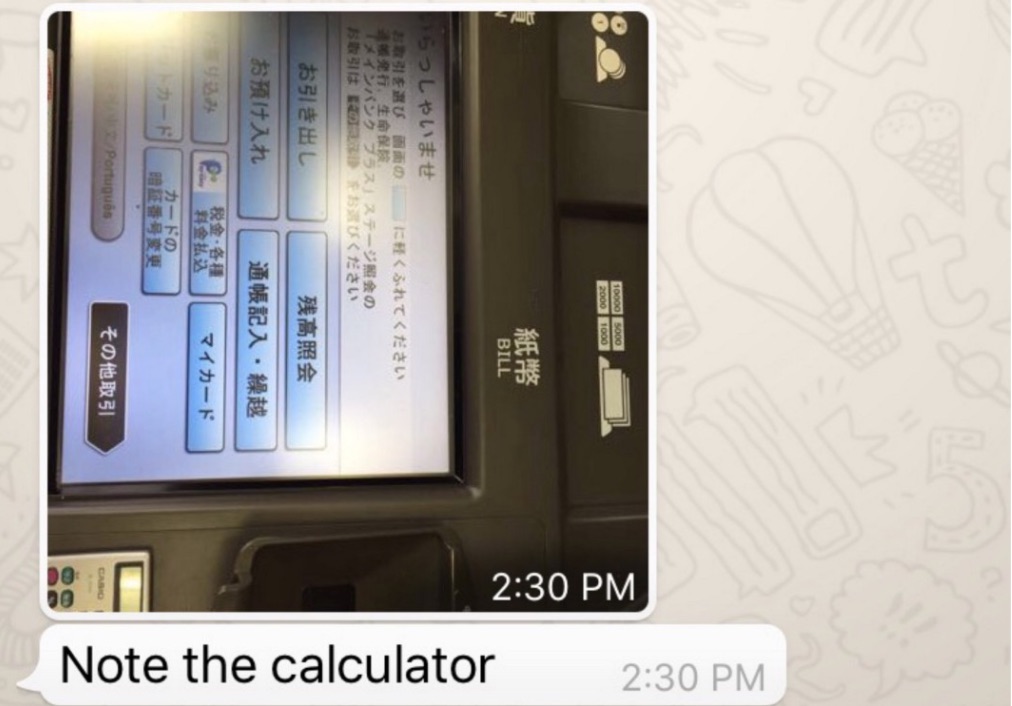 らっしゃいませ
お取引を選び 画面の に軽くふれてください
通帳発行 生命保険
「メインバンク プラス」ステージ照会の
お取引は をお選びください
お引き出し
残高照会
お預け入れ
通帳記入・繰越
り込み
Pay-easy
税金・各種
料金払込
マイカード
トカード
カードの
暗証番号変更
/Português
その他取引
紙幣
BILL
10000 5000
2000 1000
CASIO
2:30 PM
Note the calculator
2:30 PM